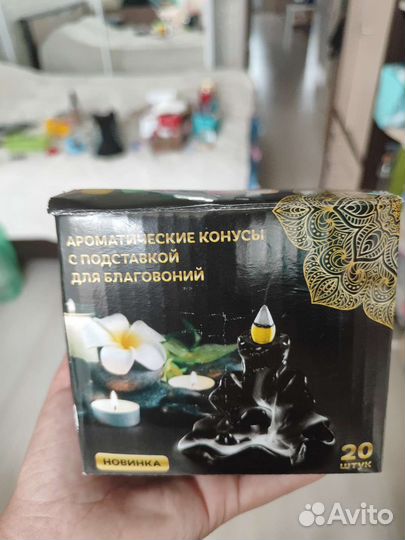 АРОМАТИЧЕСКИЕ КОНУСЫ
С ПОДСТАВКОЙ
ДЛЯ БЛАГОВОНИЙ
НОВИНКА
20
ШТУК
Avito